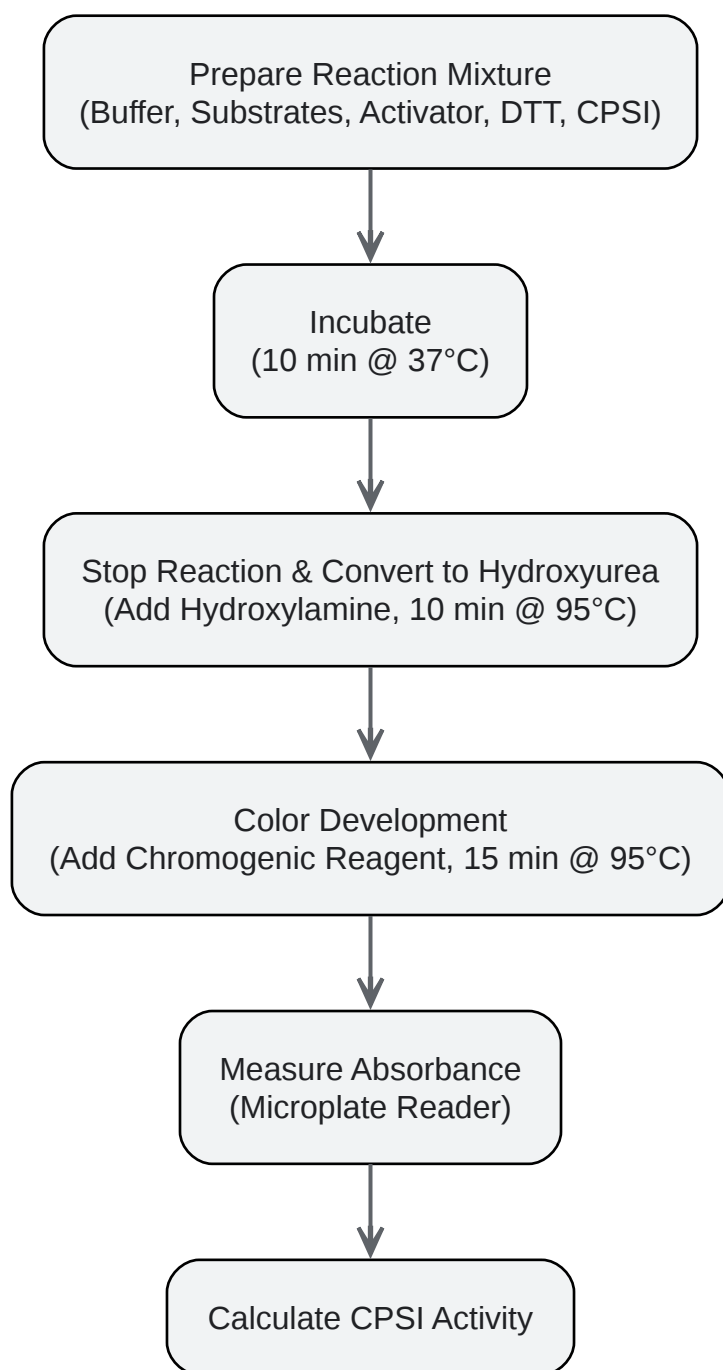 Prepare Reaction Mixture
(Buffer, Substrates, Activator, DTT, CPSI)
Incubate
(10 min @ 37°C)
Stop Reaction & Convert to Hydroxyurea
(Add Hydroxylamine, 10 min @ 95°C)
Color Development
(Add Chromogenic Reagent, 15 min @ 95°C)
Measure Absorbance
(Microplate Reader)
Calculate CPSI Activity